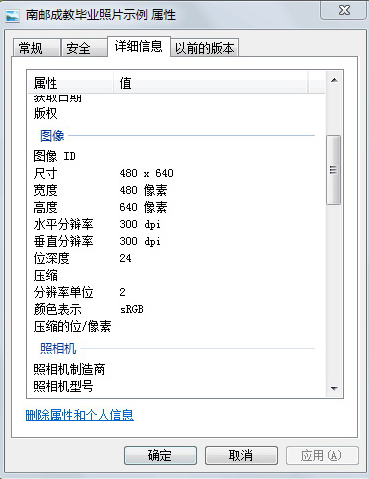 南邮成教毕业照片示例 属性
常规 安全 详细信息 以前的版本
属性 值
获取日期
版权
图像
图像 ID
尺寸 480 x 640
宽度 480 像素
高度 640 像素
水平分辨率 300 dpi
垂直分辨率 300 dpi
位深度 24
压缩
分辨率单位 2
颜色表示 sRGB
压缩的位/像素
照相机
照相机制造商
照相机型号
删除属性和个人信息
确定 取消 应用(A)